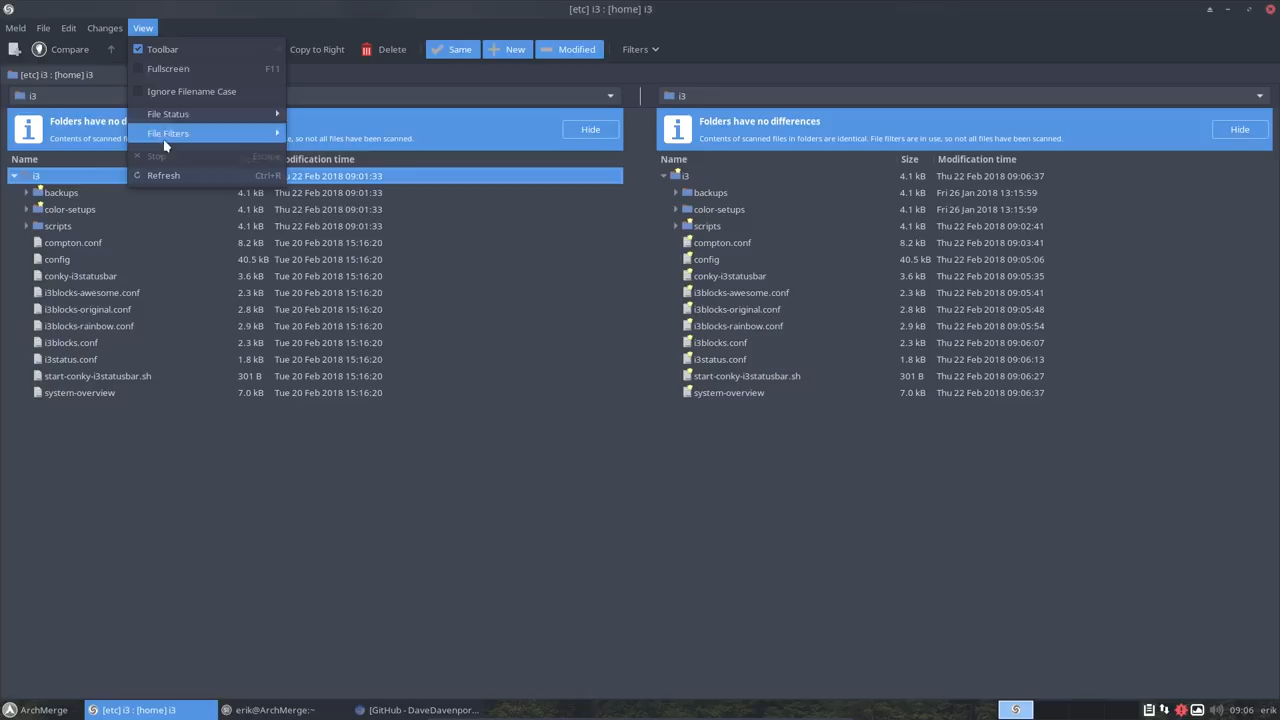 [etc] i3 : [home] i3
Meld File Edit Changes View
Compare Copy to Right Delete Same New Modified Filters
Toolbar
Fullscreen F11
Ignore Filename Case
File Status
File Filters
Stop Escape
Refresh Ctrl+R
[etc] i3 : [home] i3
i3
Folders have no d
Contents of scanned f ers are identical. File filters are in use, so not all files have been scanned.
Hide
Name odification time
i3 hu 22 Feb 2018 09:01:33
backups 4.1 kB Thu 22 Feb 2018 09:01:33
color-setups 4.1 kB Thu 22 Feb 2018 09:01:33
scripts 4.1 kB Thu 22 Feb 2018 09:01:33
compton.conf 8.2 kB Tue 20 Feb 2018 15:16:20
config 40.5 kB Tue 20 Feb 2018 15:16:20
conky-i3statusbar 3.6 kB Tue 20 Feb 2018 15:16:20
i3blocks-awesome.conf 2.3 kB Tue 20 Feb 2018 15:16:20
i3blocks-original.conf 2.8 kB Tue 20 Feb 2018 15:16:20
i3blocks-rainbow.conf 2.9 kB Tue 20 Feb 2018 15:16:20
i3blocks.conf 2.3 kB Tue 20 Feb 2018 15:16:20
i3status.conf 1.8 kB Tue 20 Feb 2018 15:16:20
start-conky-i3statusbar.sh 301 B Tue 20 Feb 2018 15:16:20
system-overview 7.0 kB Tue 20 Feb 2018 15:16:20
i3
Folders have no differences
Contents of scanned files in folders are identical. File filters are in use, so not all files have been scanned.
Hide
Name Size Modification time
i3 4.1 kB Thu 22 Feb 2018 09:06:37
backups 4.1 kB Fri 26 Jan 2018 13:15:59
color-setups 4.1 kB Fri 26 Jan 2018 13:15:59
scripts 4.1 kB Thu 22 Feb 2018 09:02:41
compton.conf 8.2 kB Thu 22 Feb 2018 09:03:41
config 40.5 kB Thu 22 Feb 2018 09:05:06
conky-i3statusbar 3.6 kB Thu 22 Feb 2018 09:05:35
i3blocks-awesome.conf 2.3 kB Thu 22 Feb 2018 09:05:41
i3blocks-original.conf 2.8 kB Thu 22 Feb 2018 09:05:48
i3blocks-rainbow.conf 2.9 kB Thu 22 Feb 2018 09:05:54
i3blocks.conf 2.3 kB Thu 22 Feb 2018 09:06:07
i3status.conf 1.8 kB Thu 22 Feb 2018 09:06:13
start-conky-i3statusbar.sh 301 B Thu 22 Feb 2018 09:06:27
system-overview 7.0 kB Thu 22 Feb 2018 09:06:37
ArchMerge [etc] i3 : [home] i3 erik@ArchMerge:~ [GitHub - DaveDavenpor... 09:06 erik